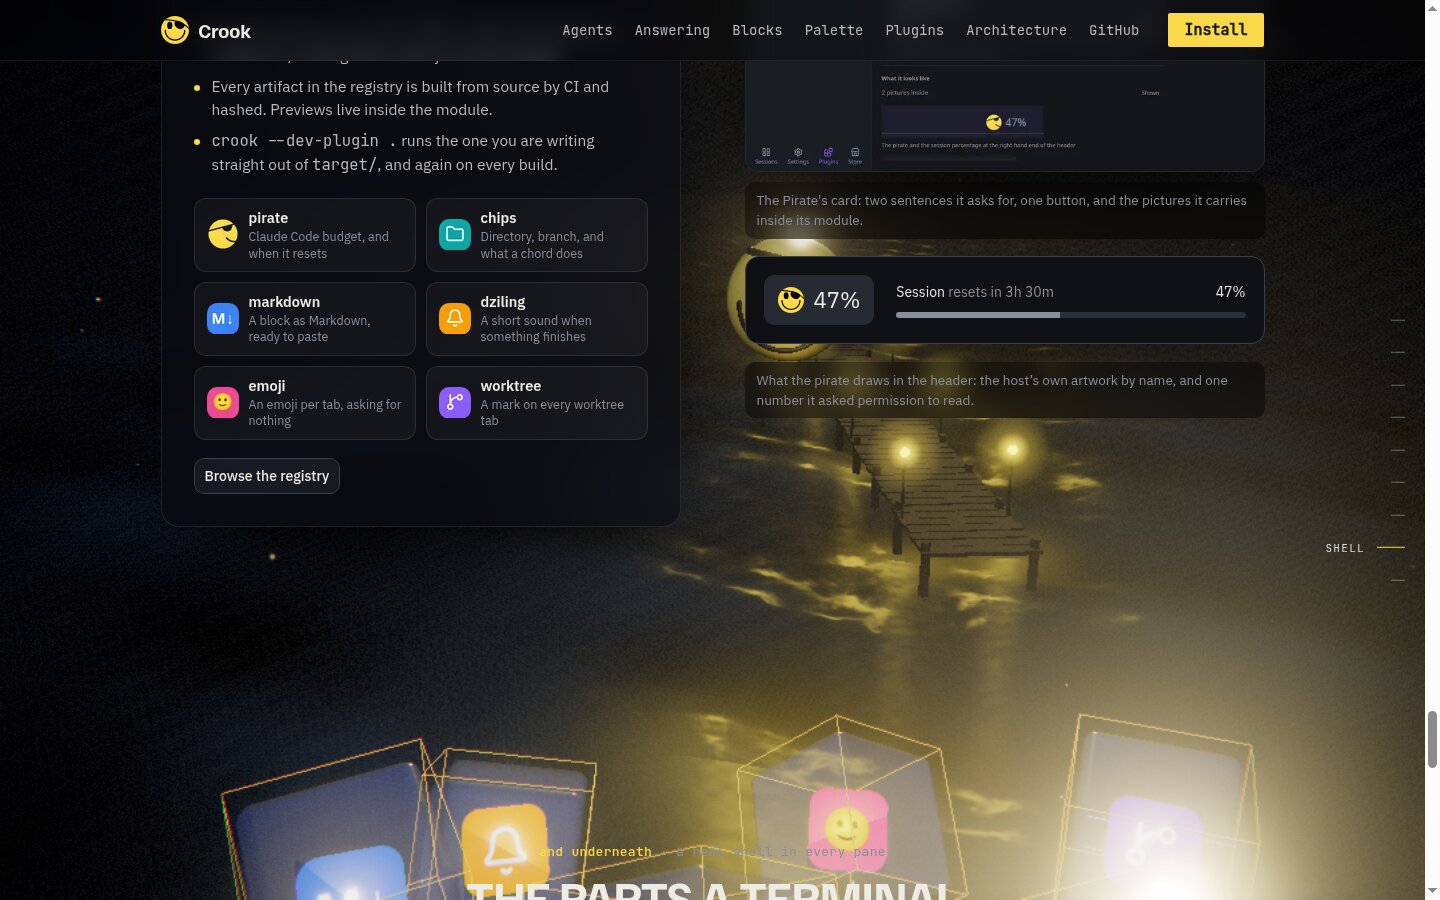 Crook
Agents Answering Blocks Palette Plugins Architecture GitHub Install
Every artifact in the registry is built from source by CI and
hashed. Previews live inside the module.
crook --dev-plugin . runs the one you are writing
straight out of target/, and again on every build.
pirate
Claude Code budget, and
when it resets
chips
Directory, branch, and
what a chord does
markdown
A block as Markdown,
ready to paste
dziling
A short sound when
something finishes
emoji
An emoji per tab, asking for
nothing
worktree
A mark on every worktree
tab
Browse the registry
What it looks like
2 pictures inside
Shown
47%
The pirate and the session percentage at the right-hand end of the header
Sessions Settings Plugins Store
The Pirate's card: two sentences it asks for, one button, and the pictures it carries
inside its module.
47%
Session resets in 3h 30m 47%
What the pirate draws in the header: the host's own artwork by name, and one
number it asked permission to read.
SHELL
and underneath a real shell in every pane
THE PARTS A TERMINAL